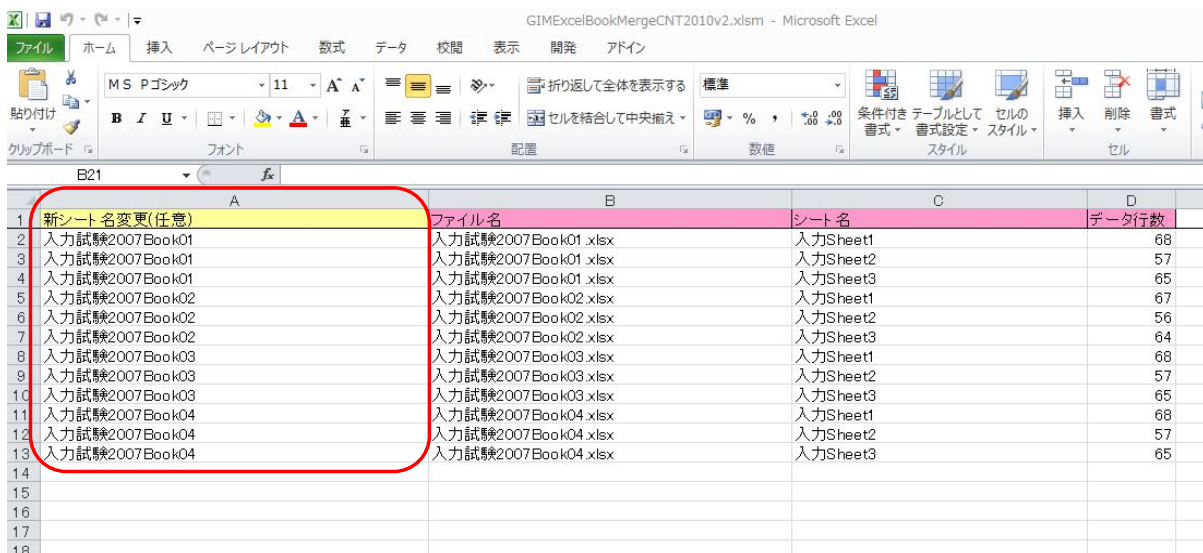 GIMExcelBookMergeCNT2010v2.xlsm - Microsoft Excel
ファイル ホーム 挿入 ページ レイアウト 数式 データ 校閲 表示 開発 アドイン
MS Pゴシック 11 折り返して全体を表示する 標準
貼り付け B I U A セルを結合して中央揃え % , 条件付き書式 テーブルとして書式設定 セルのスタイル 挿入 削除 書式
クリップボード フォント 配置 数値 スタイル セル
B21 fx
A B C D
1 新シート名変更(任意) ファイル名 シート名 データ行数
2 入力試験2007Book01 入力試験2007Book01.xlsx 入力Sheet1 68
3 入力試験2007Book01 入力試験2007Book01.xlsx 入力Sheet2 57
4 入力試験2007Book01 入力試験2007Book01.xlsx 入力Sheet3 65
5 入力試験2007Book02 入力試験2007Book02.xlsx 入力Sheet1 67
6 入力試験2007Book02 入力試験2007Book02.xlsx 入力Sheet2 56
7 入力試験2007Book02 入力試験2007Book02.xlsx 入力Sheet3 64
8 入力試験2007Book03 入力試験2007Book03.xlsx 入力Sheet1 68
9 入力試験2007Book03 入力試験2007Book03.xlsx 入力Sheet2 57
10 入力試験2007Book03 入力試験2007Book03.xlsx 入力Sheet3 65
11 入力試験2007Book04 入力試験2007Book04.xlsx 入力Sheet1 68
12 入力試験2007Book04 入力試験2007Book04.xlsx 入力Sheet2 57
13 入力試験2007Book04 入力試験2007Book04.xlsx 入力Sheet3 65
14
15
16
17
18